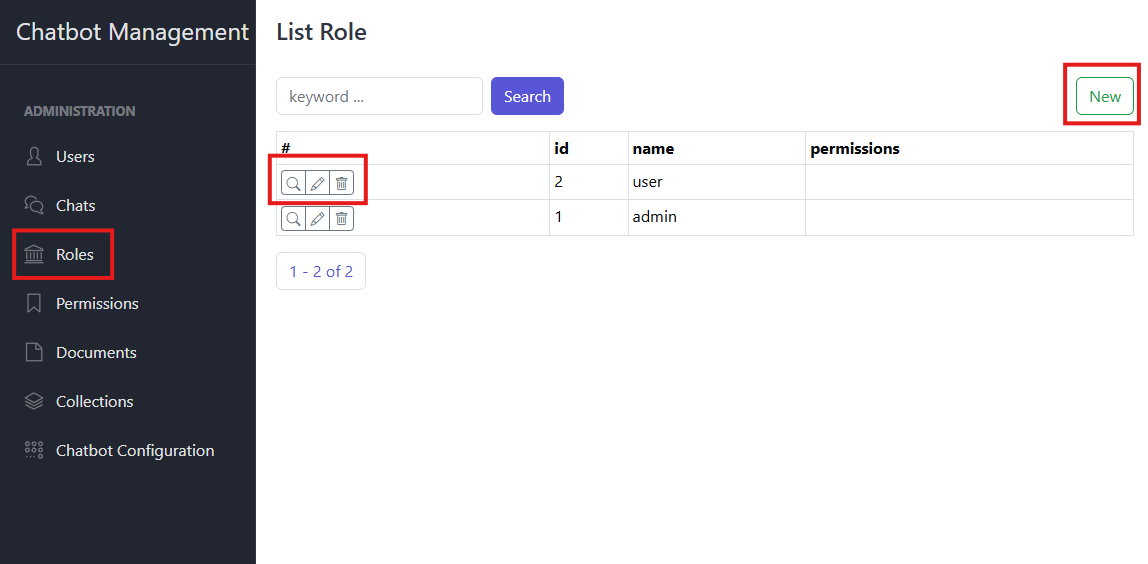 Chatbot Management
ADMINISTRATION
Users
Chats
Roles
Permissions
Documents
Collections
Chatbot Configuration
List Role
keyword ... Search New
# id name permissions
2 user
1 admin
1 - 2 of 2